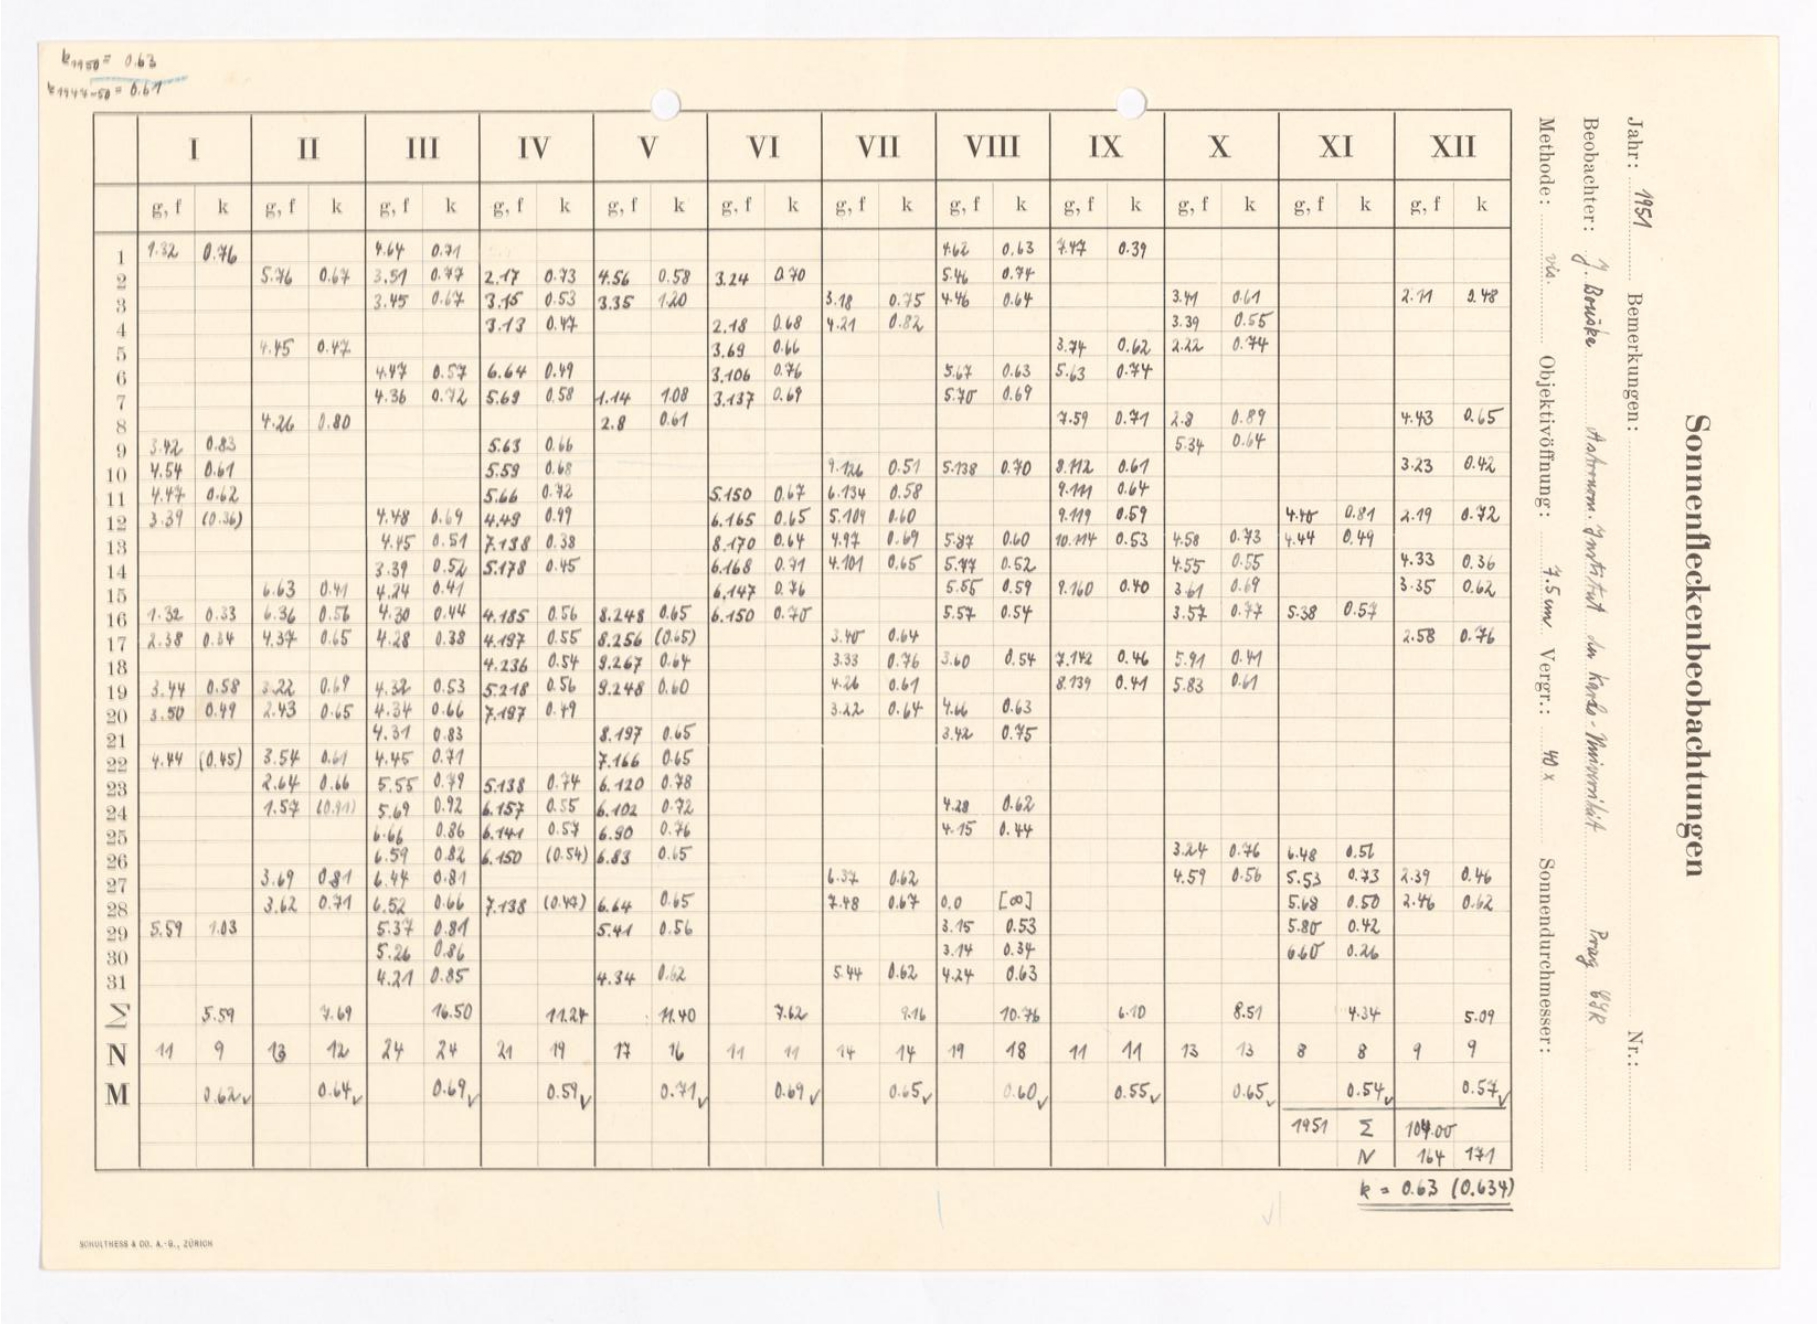 k1950 = 0.63
k1947-50 = 0.61
Sonnenfleckenbeobachtungen
Jahr: 1951 Bemerkungen: Nr.:
Beobachter: J. Bouška Astronom. Institut der Karls-Universität Prag ČSR
Methode: vis. Objektivöffnung: 7.5 cm Vergr.: 40 x Sonnendurchmesser:
I II III IV V VI VII VIII IX X XI XII
g, f k g, f k g, f k g, f k g, f k g, f k g, f k g, f k g, f k g, f k g, f k g, f k
1 1.32 0.76 4.64 0.71 4.62 0.63 7.47 0.39
2 5.76 0.67 3.51 0.77 2.17 0.73 4.56 0.58 3.24 0.70 5.46 0.74
3 3.45 0.67 3.15 0.53 3.35 1.20 3.18 0.75 4.46 0.64 3.41 0.61 2.71 0.48
4 3.13 0.47 2.18 0.68 4.21 0.82 3.39 0.55
5 4.45 0.47 3.69 0.66 3.74 0.62 2.22 0.74
6 4.47 0.57 6.64 0.49 3.106 0.76 5.67 0.63 5.63 0.74
7 4.36 0.72 5.69 0.58 1.14 1.08 3.137 0.69 5.70 0.69
8 4.26 0.80 2.8 0.61 7.59 0.71 2.8 0.89 4.43 0.65
9 3.42 0.83 5.63 0.66 5.34 0.64
10 4.54 0.61 5.59 0.68 7.126 0.51 5.138 0.70 8.112 0.61 3.23 0.42
11 4.47 0.62 5.66 0.72 5.150 0.67 6.134 0.58 9.111 0.64
12 3.39 (0.36) 4.48 0.69 4.49 0.99 6.165 0.65 5.109 0.60 9.119 0.59 4.40 0.81 2.19 0.72
13 4.45 0.51 7.138 0.38 8.170 0.64 4.97 0.69 5.87 0.60 10.114 0.53 4.58 0.73 4.44 0.49
14 3.39 0.52 5.178 0.45 6.168 0.71 4.101 0.65 5.77 0.52 4.55 0.55 4.33 0.36
15 6.63 0.41 4.24 0.41 6.147 0.76 5.55 0.59 9.160 0.40 3.61 0.69 3.35 0.62
16 1.32 0.33 6.36 0.56 4.30 0.44 4.185 0.56 8.248 0.65 6.150 0.70 5.57 0.54 3.57 0.77 5.38 0.57
17 2.38 0.34 4.37 0.65 4.28 0.38 4.197 0.55 8.256 (0.65) 3.40 0.64 2.58 0.76
18 4.236 0.54 9.267 0.64 3.33 0.76 3.60 0.54 7.142 0.46 5.91 0.41
19 3.44 0.58 3.22 0.69 4.32 0.53 5.218 0.56 9.248 0.60 4.26 0.61 8.139 0.41 5.83 0.61
20 3.50 0.49 2.43 0.65 4.34 0.66 7.197 0.49 3.22 0.64 4.66 0.63
21 4.31 0.83 8.197 0.65 3.42 0.75
22 4.44 (0.45) 3.54 0.61 4.45 0.71 7.166 0.65
23 2.64 0.66 5.55 0.79 5.138 0.74 6.120 0.78
24 1.57 (0.91) 5.69 0.92 6.157 0.55 6.102 0.72 4.28 0.62
25 6.66 0.86 6.141 0.57 6.90 0.76 4.15 0.44
26 6.59 0.82 6.150 (0.54) 6.83 0.65 3.24 0.76 6.48 0.56
27 3.69 0.81 6.44 0.81 6.37 0.62 4.59 0.56 5.53 0.73 2.39 0.46
28 3.62 0.71 6.52 0.66 7.138 (0.47) 6.64 0.65 7.48 0.67 0.0 [∞] 5.68 0.50 2.46 0.62
29 5.59 1.03 5.37 0.81 5.41 0.56 3.15 0.53 5.80 0.42
30 5.26 0.86 3.14 0.34 6.60 0.26
31 4.21 0.85 4.34 0.62 5.44 0.62 4.24 0.63
Σ 5.59 7.69 16.50 11.24 11.40 7.62 9.16 10.76 6.10 8.51 4.34 5.09
N 11 9 13 12 24 24 21 19 17 16 11 11 14 14 19 18 11 11 13 13 8 8 9 9
M 0.62 0.64 0.69 0.59 0.71 0.69 0.65 0.60 0.55 0.65 0.54 0.57
1951 Σ 104.00
N 164 171
k = 0.63 (0.634)
SCHULTHESS & CO. A.-G., ZÜRICH